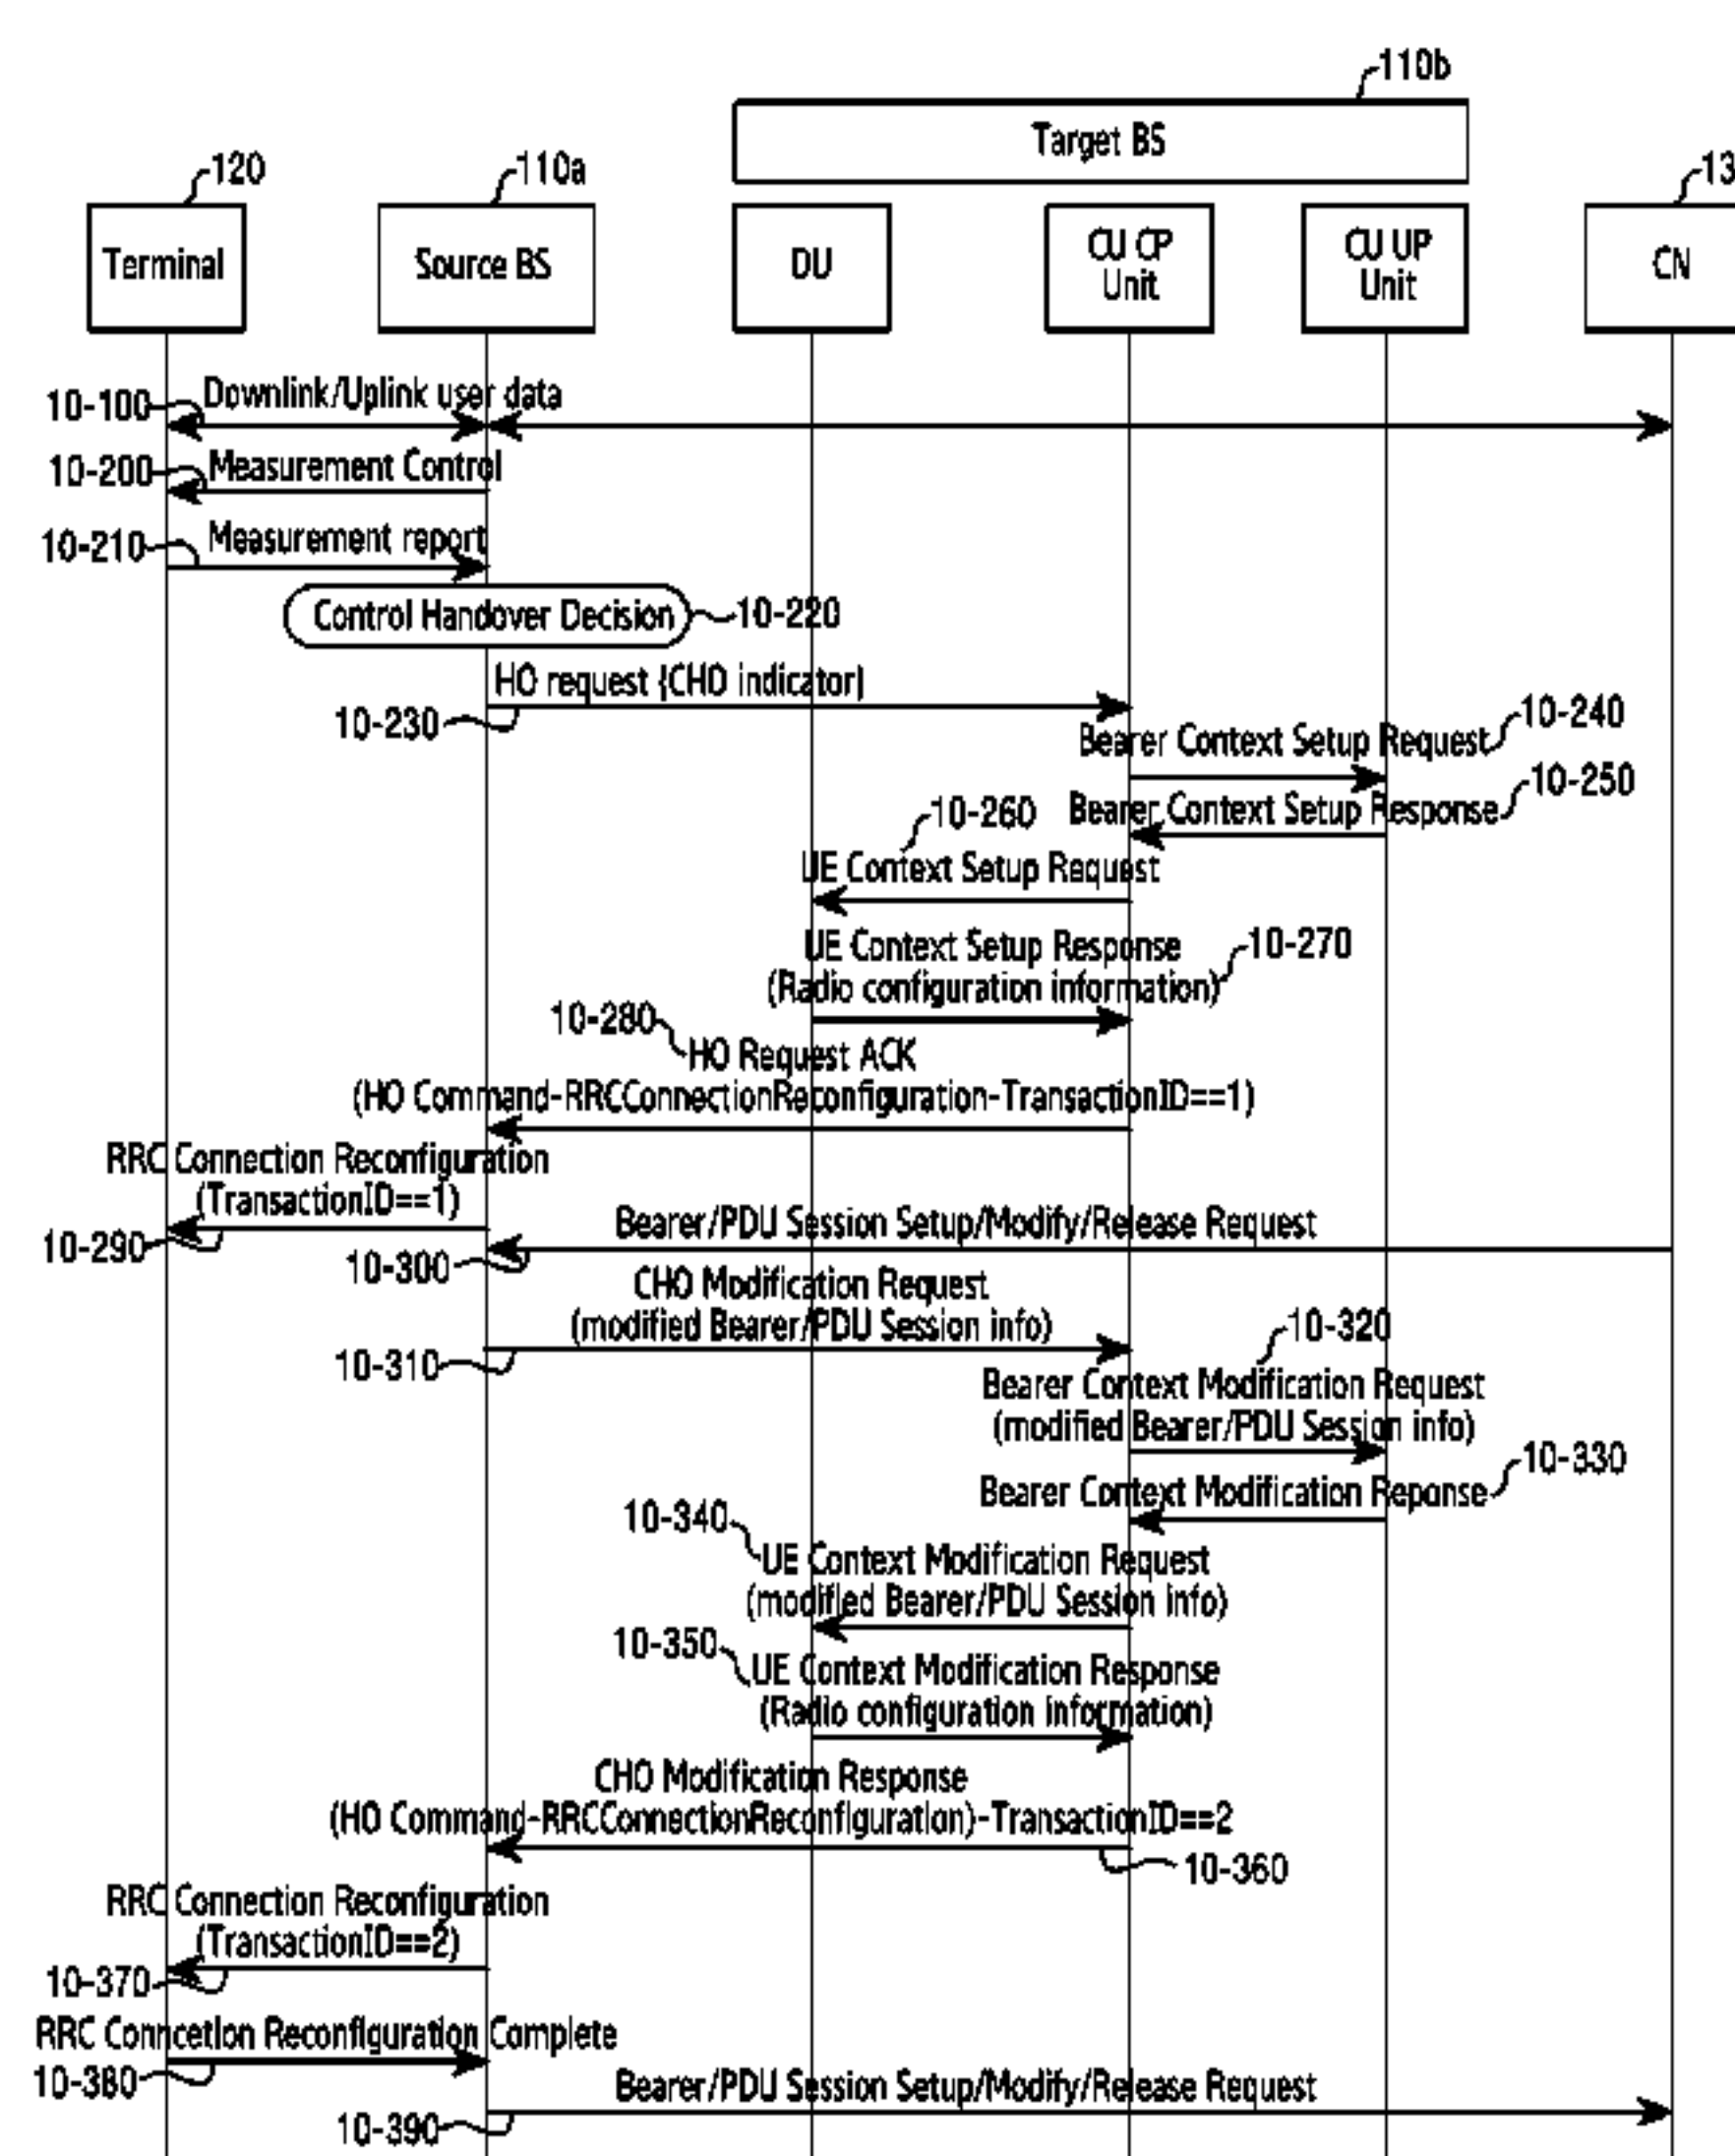 110b
Target BS
120
110a
13
Terminal
Source BS
DU
CU CP
Unit
CU UP
Unit
CN
10-100
Downlink/Uplink user data
10-200
Measurement Control
10-210
Measurement report
Control Handover Decision
10-220
HO request (CHO indicator)
10-230
10-240
Bearer Context Setup Request
10-250
Bearer Context Setup Response
10-260
UE Context Setup Request
UE Context Setup Response
(Radio configuration information)
10-270
10-280
HO Request ACK
(HO Command-RRCConnectionReconfiguration-TransactionID==1)
RRC Connection Reconfiguration
(TransactionID==1)
10-290
Bearer/PDU Session Setup/Modify/Release Request
10-300
CHO Modification Request
(modified Bearer/PDU Session info)
10-310
10-320
Bearer Context Modification Request
(modified Bearer/PDU Session info)
10-330
Bearer Context Modification Reponse
10-340
UE Context Modification Request
(modified Bearer/PDU Session info)
10-350
UE Context Modification Response
(Radio configuration information)
CHO Modification Response
(HO Command-RRCConnectionReconfiguration)-TransactionID==2
10-360
RRC Connection Reconfiguration
(TransactionID==2)
10-370
RRC Conncetion Reconfiguration Complete
10-380
Bearer/PDU Session Setup/Modify/Release Request
10-390